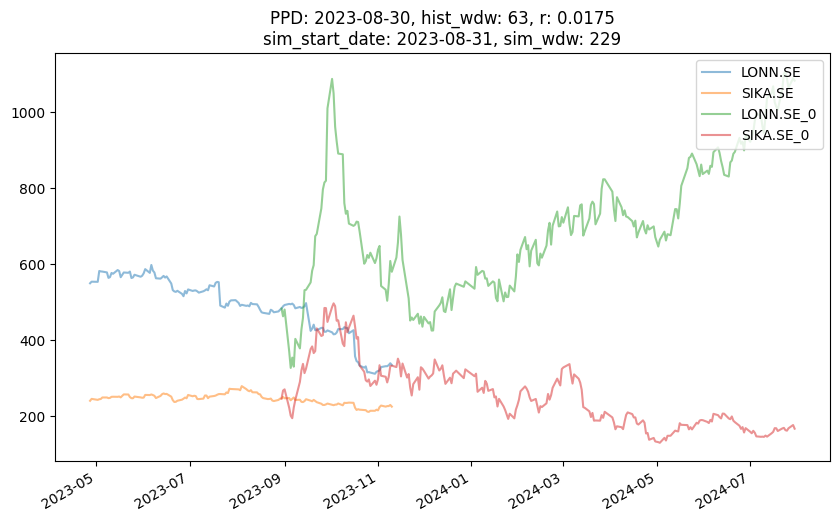 PPD: 2023-08-30, hist_wdw: 63, r: 0.0175
sim_start_date: 2023-08-31, sim_wdw: 229
LONN.SE
SIKA.SE
LONN.SE_0
SIKA.SE_0
1000
800
600
400
200
2023-05
2023-07
2023-09
2023-11
2024-01
2024-03
2024-05
2024-07